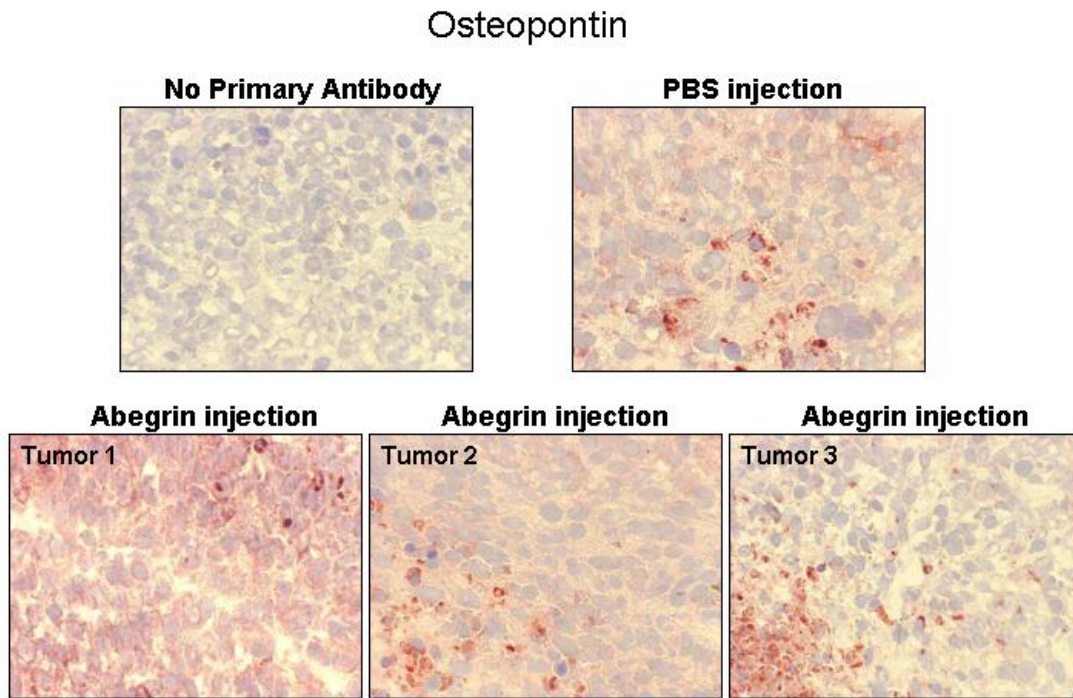 Osteopontin
No Primary Antibody
PBS injection
Abegrin injection
Abegrin injection
Abegrin injection
Tumor 1
Tumor 2
Tumor 3